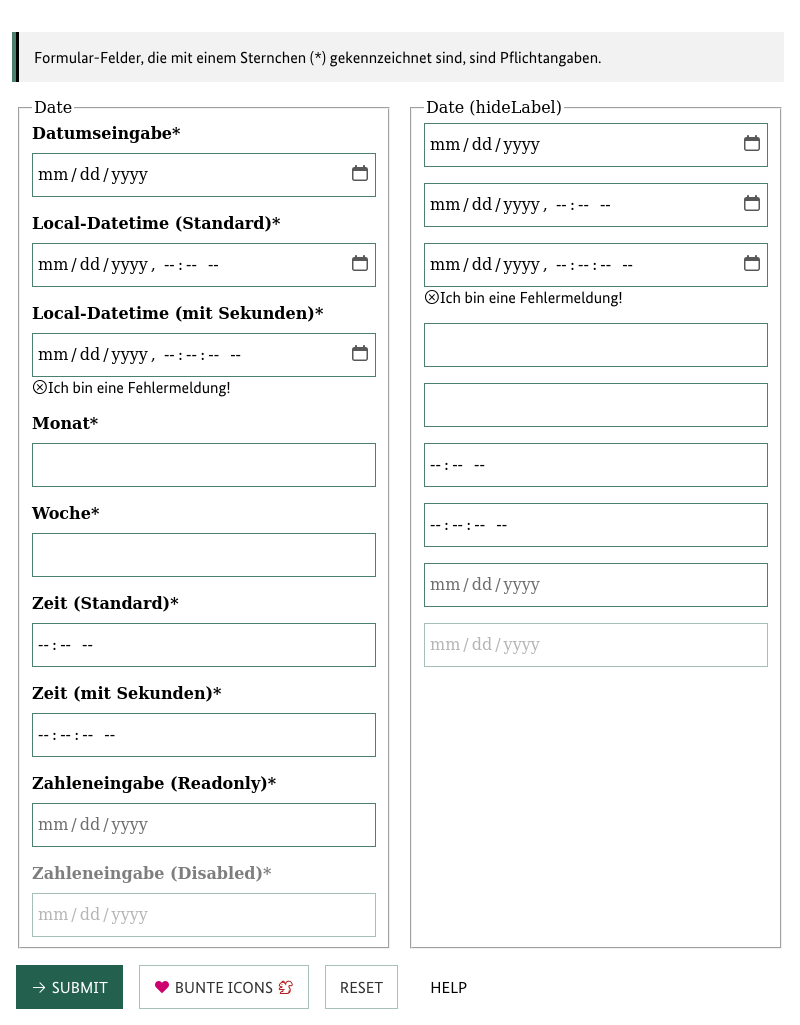 Formular-Felder, die mit einem Sternchen (*) gekennzeichnet sind, sind Pflichtangaben.
Date
Datumseingabe*
mm/dd/yyyy
Local-Datetime (Standard)*
mm/dd/yyyy, --:-- --
Local-Datetime (mit Sekunden)*
mm/dd/yyyy, --:--:-- --
Ich bin eine Fehlermeldung!
Monat*
Woche*
Zeit (Standard)*
--:-- --
Zeit (mit Sekunden)*
--:--:-- --
Zahleneingabe (Readonly)*
mm/dd/yyyy
Zahleneingabe (Disabled)*
mm/dd/yyyy
Date (hideLabel)
mm/dd/yyyy
mm/dd/yyyy, --:-- --
mm/dd/yyyy, --:--:-- --
Ich bin eine Fehlermeldung!
--:-- --
--:--:-- --
mm/dd/yyyy
mm/dd/yyyy
SUBMIT
BUNTE ICONS
RESET
HELP